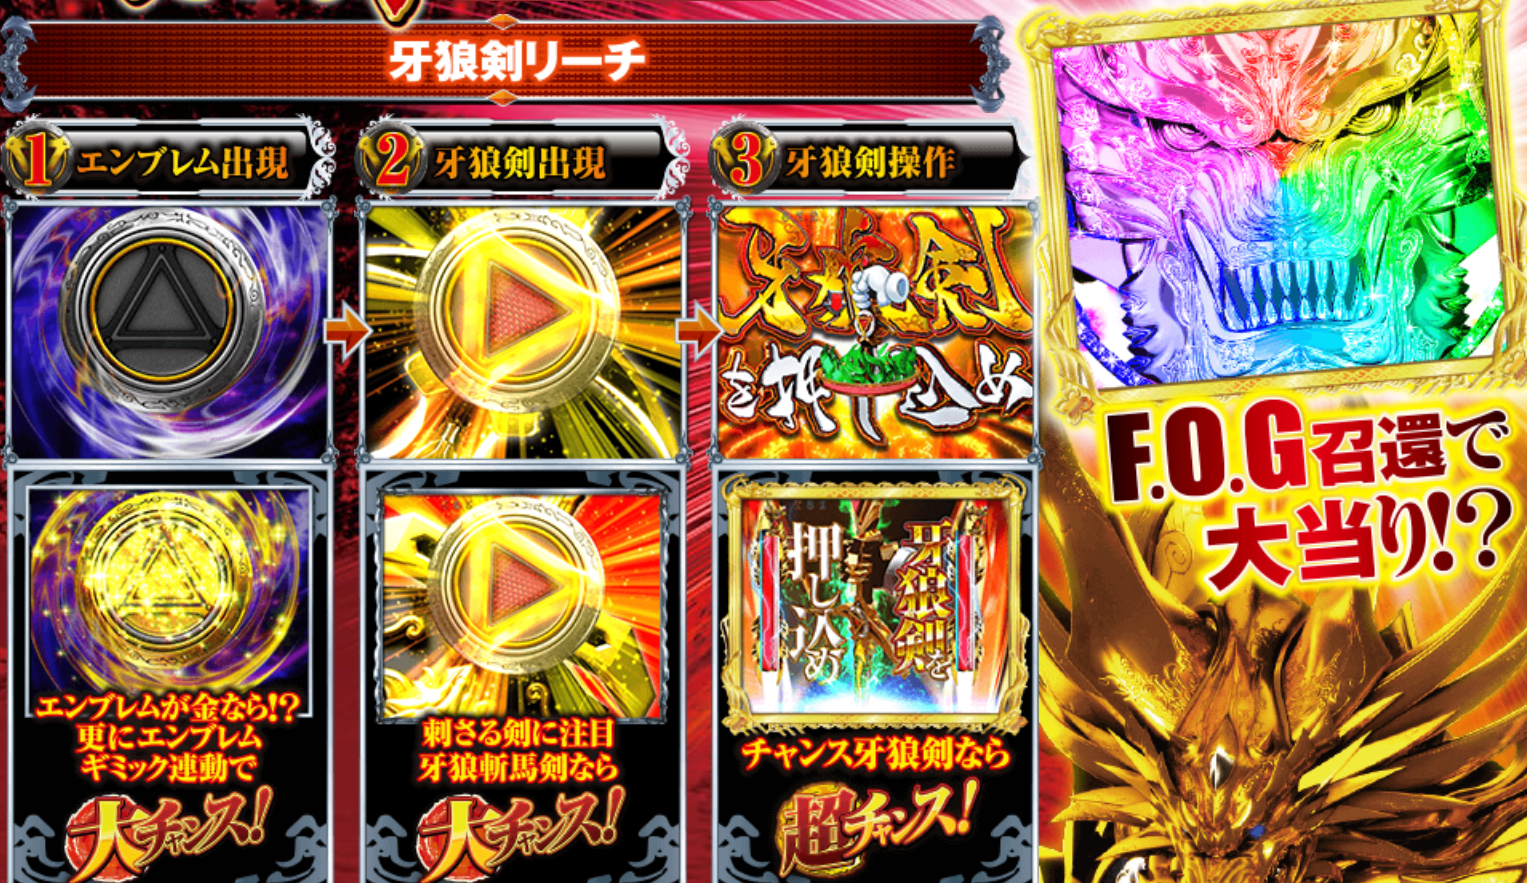 牙狼剣リーチ
1 エンブレム出現
2 牙狼剣出現
3 牙狼剣操作
牙狼剣
を押し込め
エンブレムが金なら!?
更にエンブレム
ギミック連動で
大チャンス!
刺さる剣に注目
牙狼斬馬剣なら
大チャンス!
牙狼剣を
押し込め
チャンス牙狼剣なら
超チャンス!
F.O.G召還で
大当り!?